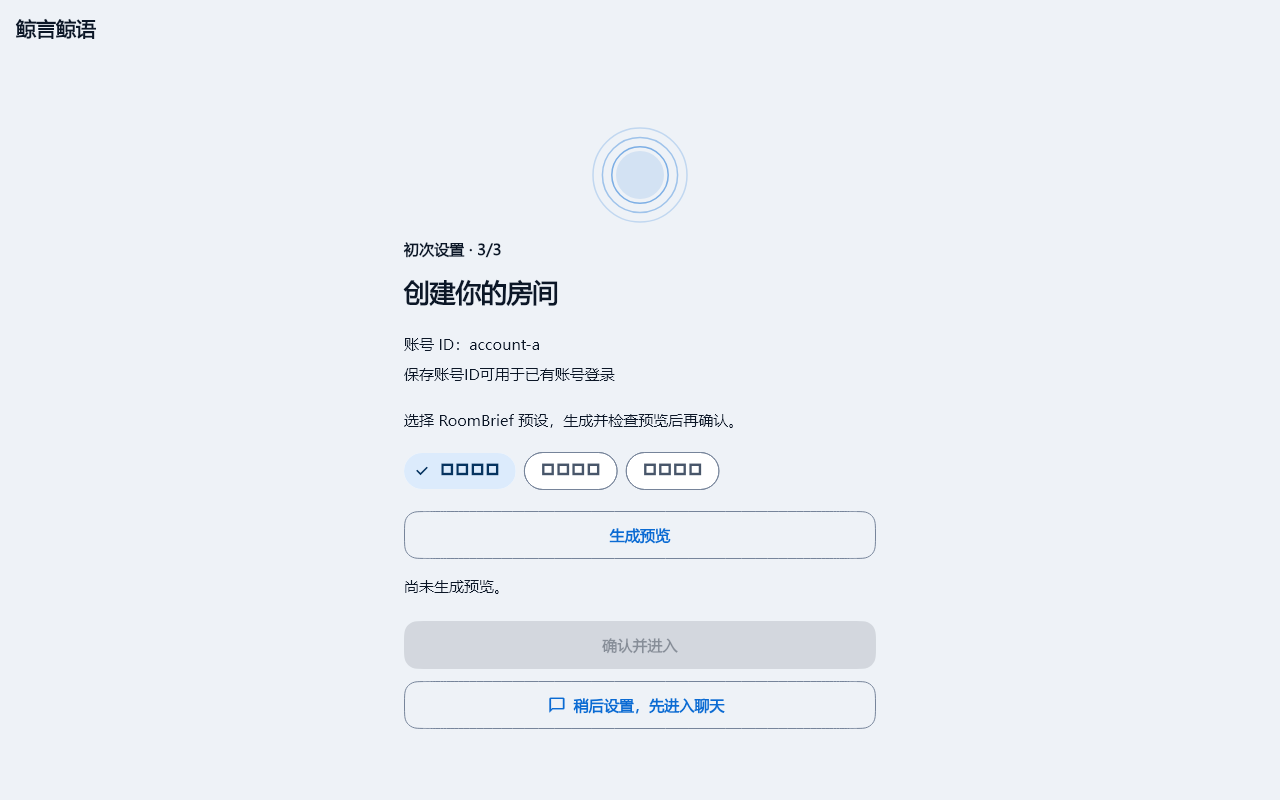 鲸言鲸语
初次设置 · 3/3
创建你的房间
账号 ID：account-a
保存账号ID可用于已有账号登录
选择 RoomBrief 预设，生成并检查预览后再确认。
生成预览
尚未生成预览。
确认并进入
稍后设置，先进入聊天